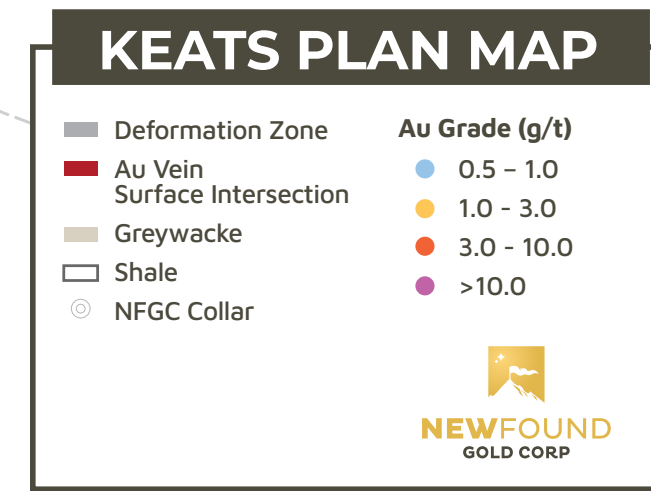 KEATS PLAN MAP
Deformation Zone
Au Vein
Surface Intersection
Greywacke
Shale
NFGC Collar
Au Grade (g/t)
0.5 – 1.0
1.0 - 3.0
3.0 - 10.0
>10.0
NEWFOUND
GOLD CORP